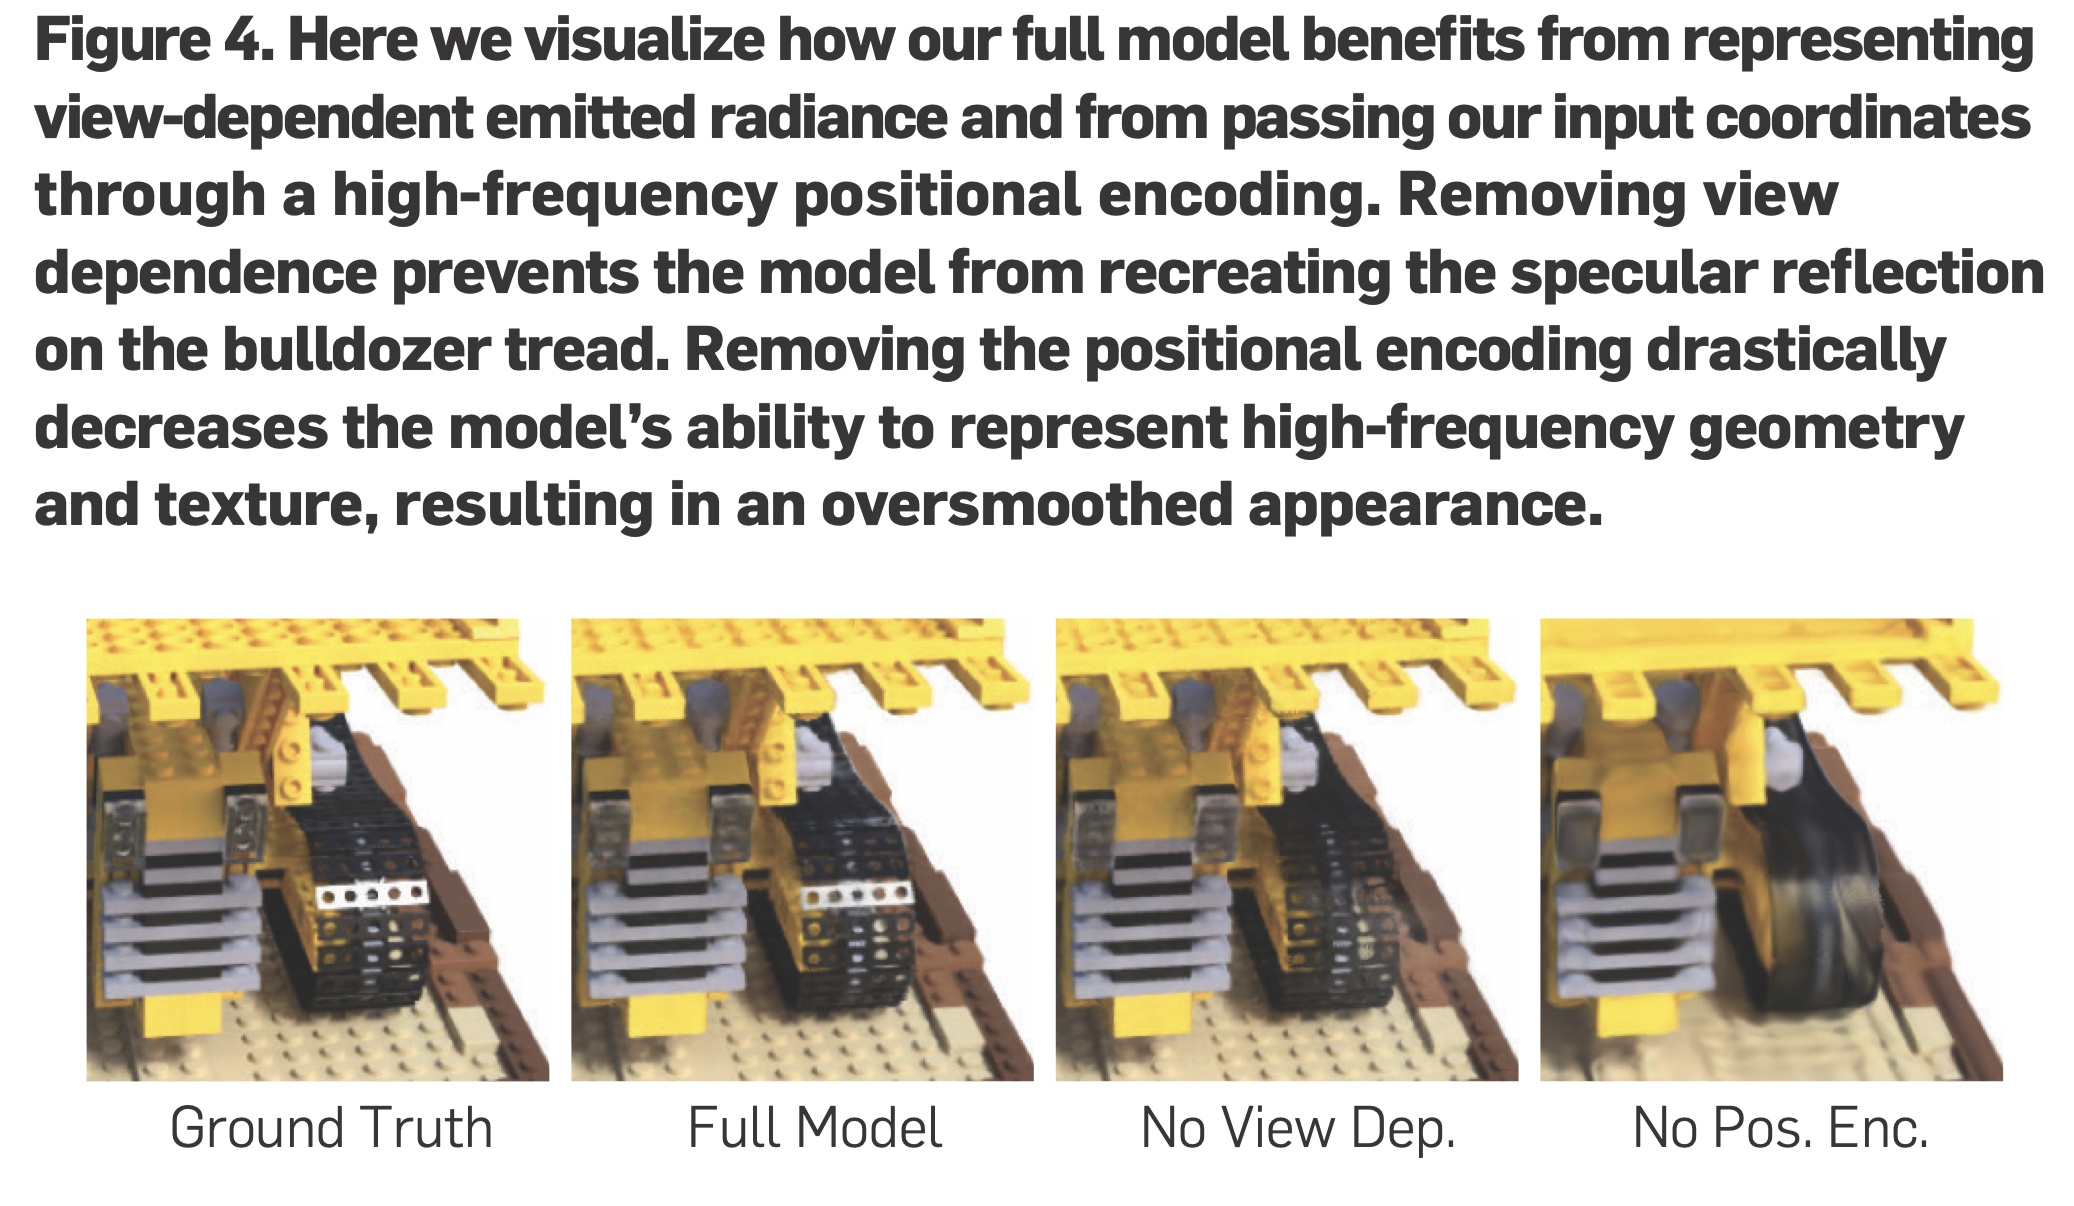 Figure 4. Here we visualize how our full model benefits from representing
view-dependent emitted radiance and from passing our input coordinates
through a high-frequency positional encoding. Removing view
dependence prevents the model from recreating the specular reflection
on the bulldozer tread. Removing the positional encoding drastically
decreases the model’s ability to represent high-frequency geometry
and texture, resulting in an oversmoothed appearance.
Ground Truth
Full Model
No View Dep.
No Pos. Enc.